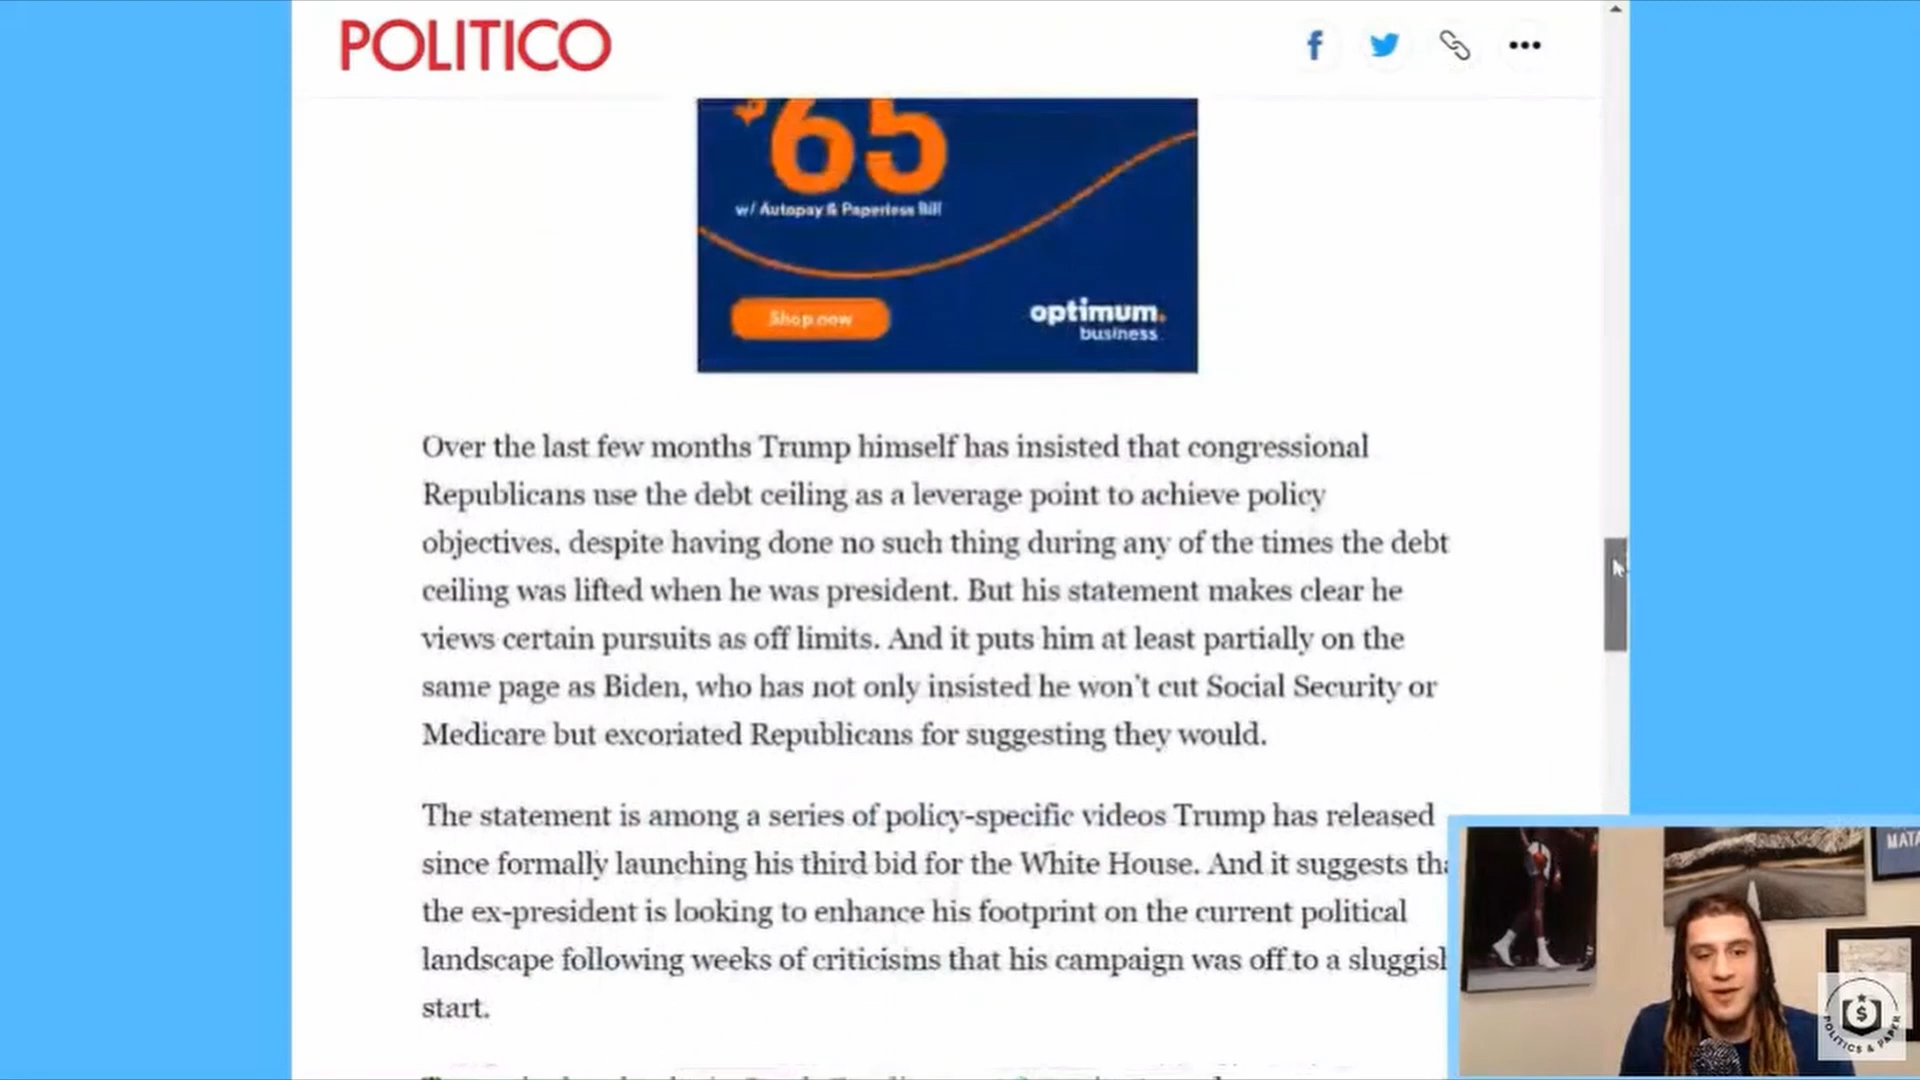 POLITICO
$65
w/ Autopay & Paperless Bill
Shop now
optimum.
business
Over the last few months Trump himself has insisted that congressional
Republicans use the debt ceiling as a leverage point to achieve policy
objectives, despite having done no such thing during any of the times the debt
ceiling was lifted when he was president. But his statement makes clear he
views certain pursuits as off limits. And it puts him at least partially on the
same page as Biden, who has not only insisted he won't cut Social Security or
Medicare but excoriated Republicans for suggesting they would.
The statement is among a series of policy-specific videos Trump has released
since formally launching his third bid for the White House. And it suggests tha
the ex-president is looking to enhance his footprint on the current political
landscape following weeks of criticisms that his campaign was off to a sluggish
start.
MATA
$
POLITICS & PAPER